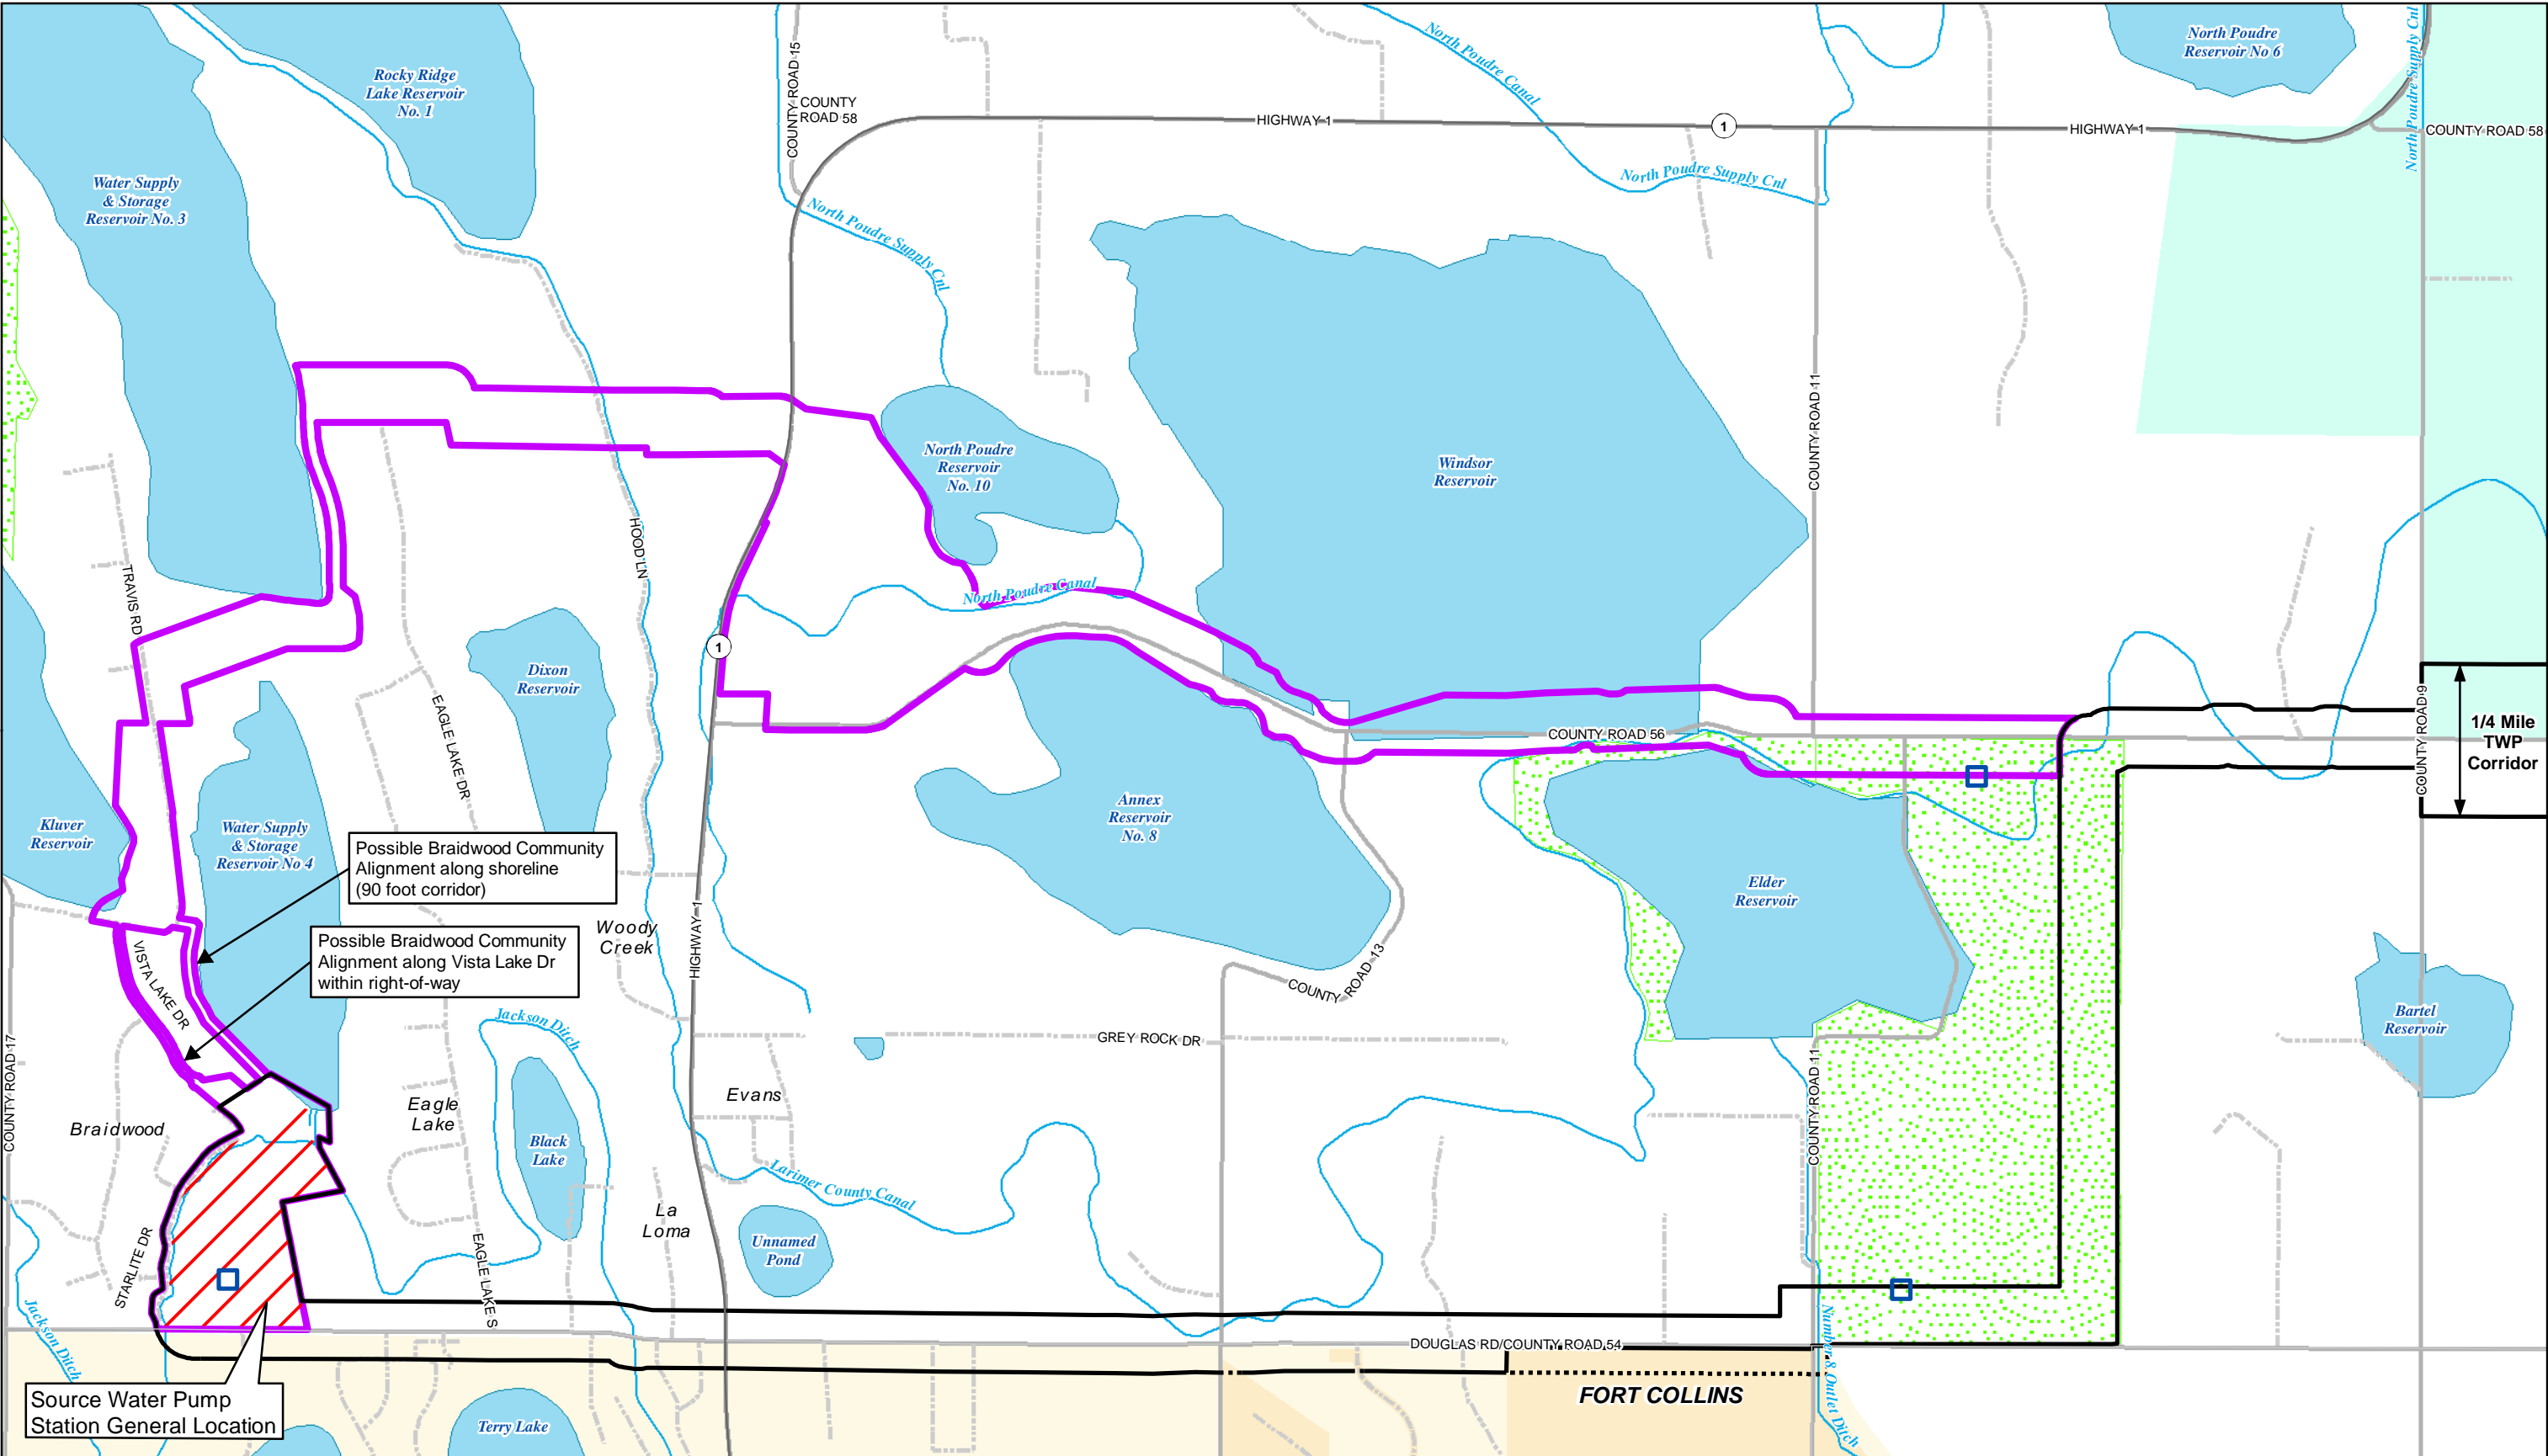 North Poudre
Reservoir No 6
North Poudre Supply Cnl
North Poudre Canal
Rocky Ridge
Lake Reservoir
No. 1
COUNTY ROAD 15
COUNTY
ROAD 58
HIGHWAY 1
1
HIGHWAY 1
COUNTY ROAD 58
North Poudre Supply Cnl
Water Supply
& Storage
Reservoir No. 3
North Poudre Supply Cnl
COUNTY ROAD 11
North Poudre
Reservoir
No. 10
Windsor
Reservoir
HOOD LN
TRAVIS RD
North Poudre Canal
1
Dixon
Reservoir
EAGLE LAKE DR
COUNTY ROAD 56
COUNTY ROAD 9
1/4 Mile
TWP
Corridor
Kluver
Reservoir
Water Supply
& Storage
Reservoir No 4
Annex
Reservoir
No. 8
Possible Braidwood Community
Alignment along shoreline
(90 foot corridor)
Elder
Reservoir
Possible Braidwood Community
Alignment along Vista Lake Dr
within right-of-way
Woody
Creek
HIGHWAY 1
VISTA LAKE DR
COUNTY ROAD 13
Bartel
Reservoir
Jackson Ditch
GREY ROCK DR
COUNTY ROAD 17
COUNTY ROAD 11
Evans
Eagle
Lake
Braidwood
Black
Lake
Larimer County Canal
La
Loma
Unnamed
Pond
STARLITE DR
EAGLE LAKE S
Jackson Ditch
Number 8 Outlet Ditch
DOUGLAS RD/COUNTY ROAD 54
Source Water Pump
Station General Location
FORT COLLINS
Terry Lake